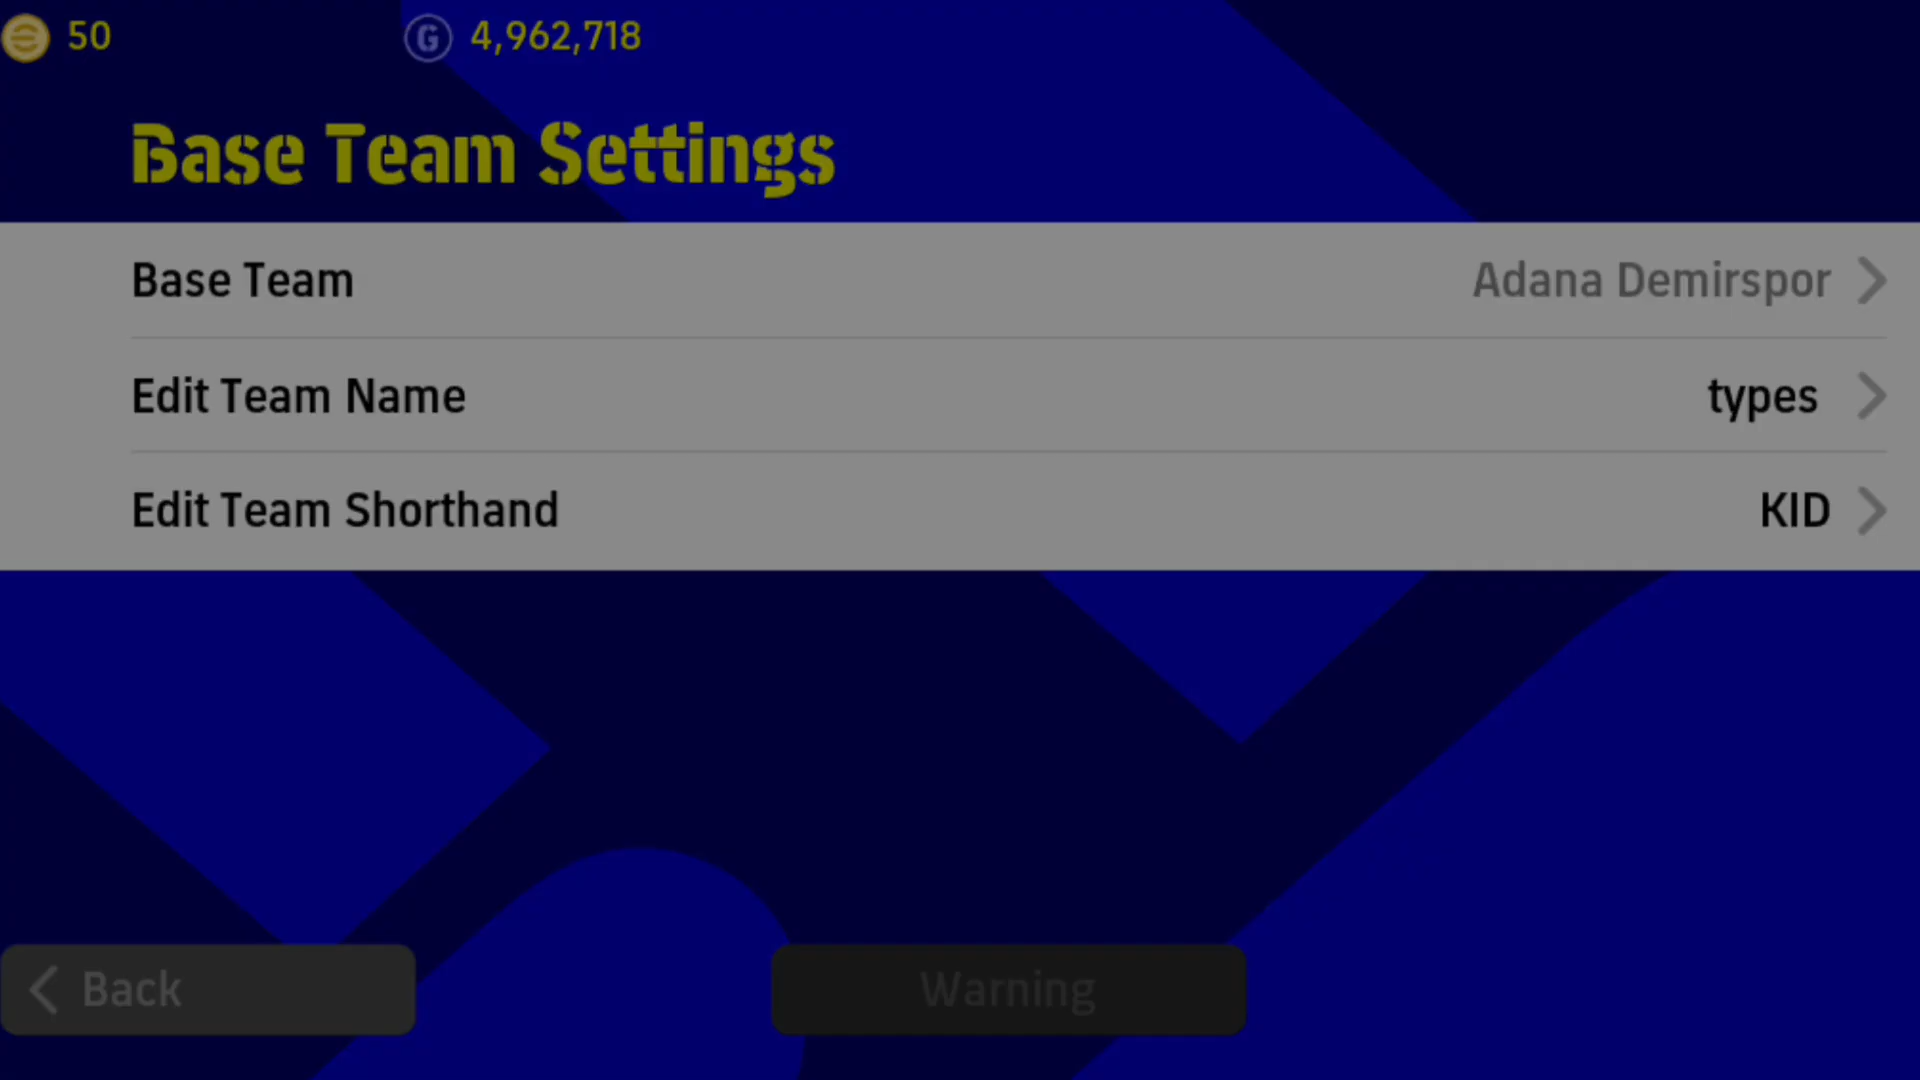 50
G 4,962,718
Base Team Settings
Base Team Adana Demirspor
Edit Team Name types
Edit Team Shorthand KID
Back
Warning